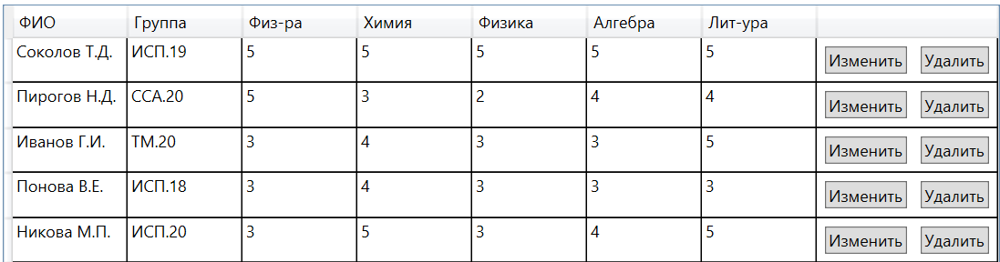 ФИО Группа Физ-ра Химия Физика Алгебра Лит-ура
Соколов Т.Д. ИСП.19 5 5 5 5 5 Изменить Удалить
Пирогов Н.Д. ССА.20 5 3 2 4 4 Изменить Удалить
Иванов Г.И. ТМ.20 3 4 3 3 5 Изменить Удалить
Понова В.Е. ИСП.18 3 4 3 3 3 Изменить Удалить
Никова М.П. ИСП.20 3 5 3 4 5 Изменить Удалить